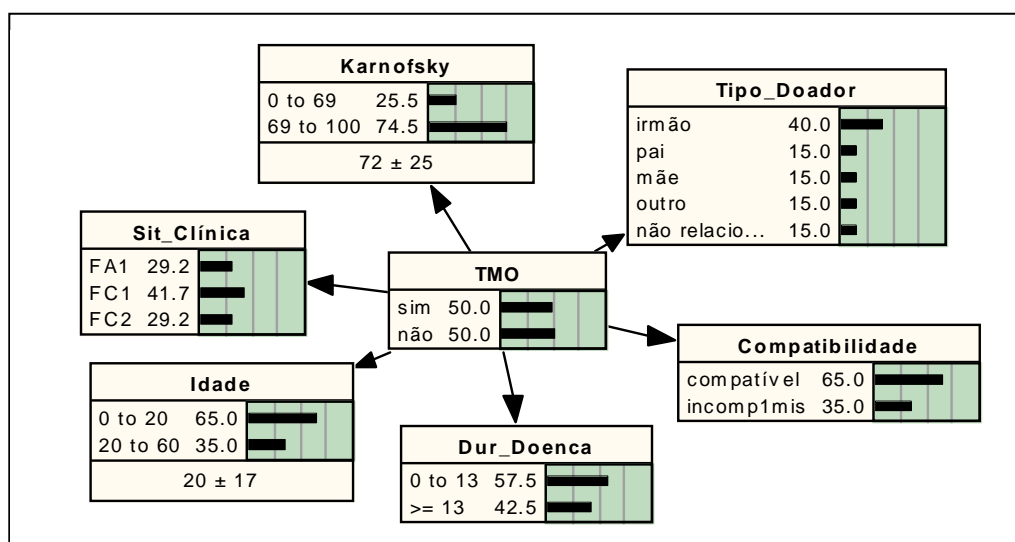 Karnofsky
0 to 69 25.5
69 to 100 74.5
72 ± 25
Tipo_Doador
irmão 40.0
pai 15.0
mãe 15.0
outro 15.0
não relacio... 15.0
Sit_Clínica
FA1 29.2
FC1 41.7
FC2 29.2
TMO
sim 50.0
não 50.0
Compatibilidade
compatível 65.0
incomp1mis 35.0
Idade
0 to 20 65.0
20 to 60 35.0
20 ± 17
Dur_Doenca
0 to 13 57.5
>= 13 42.5